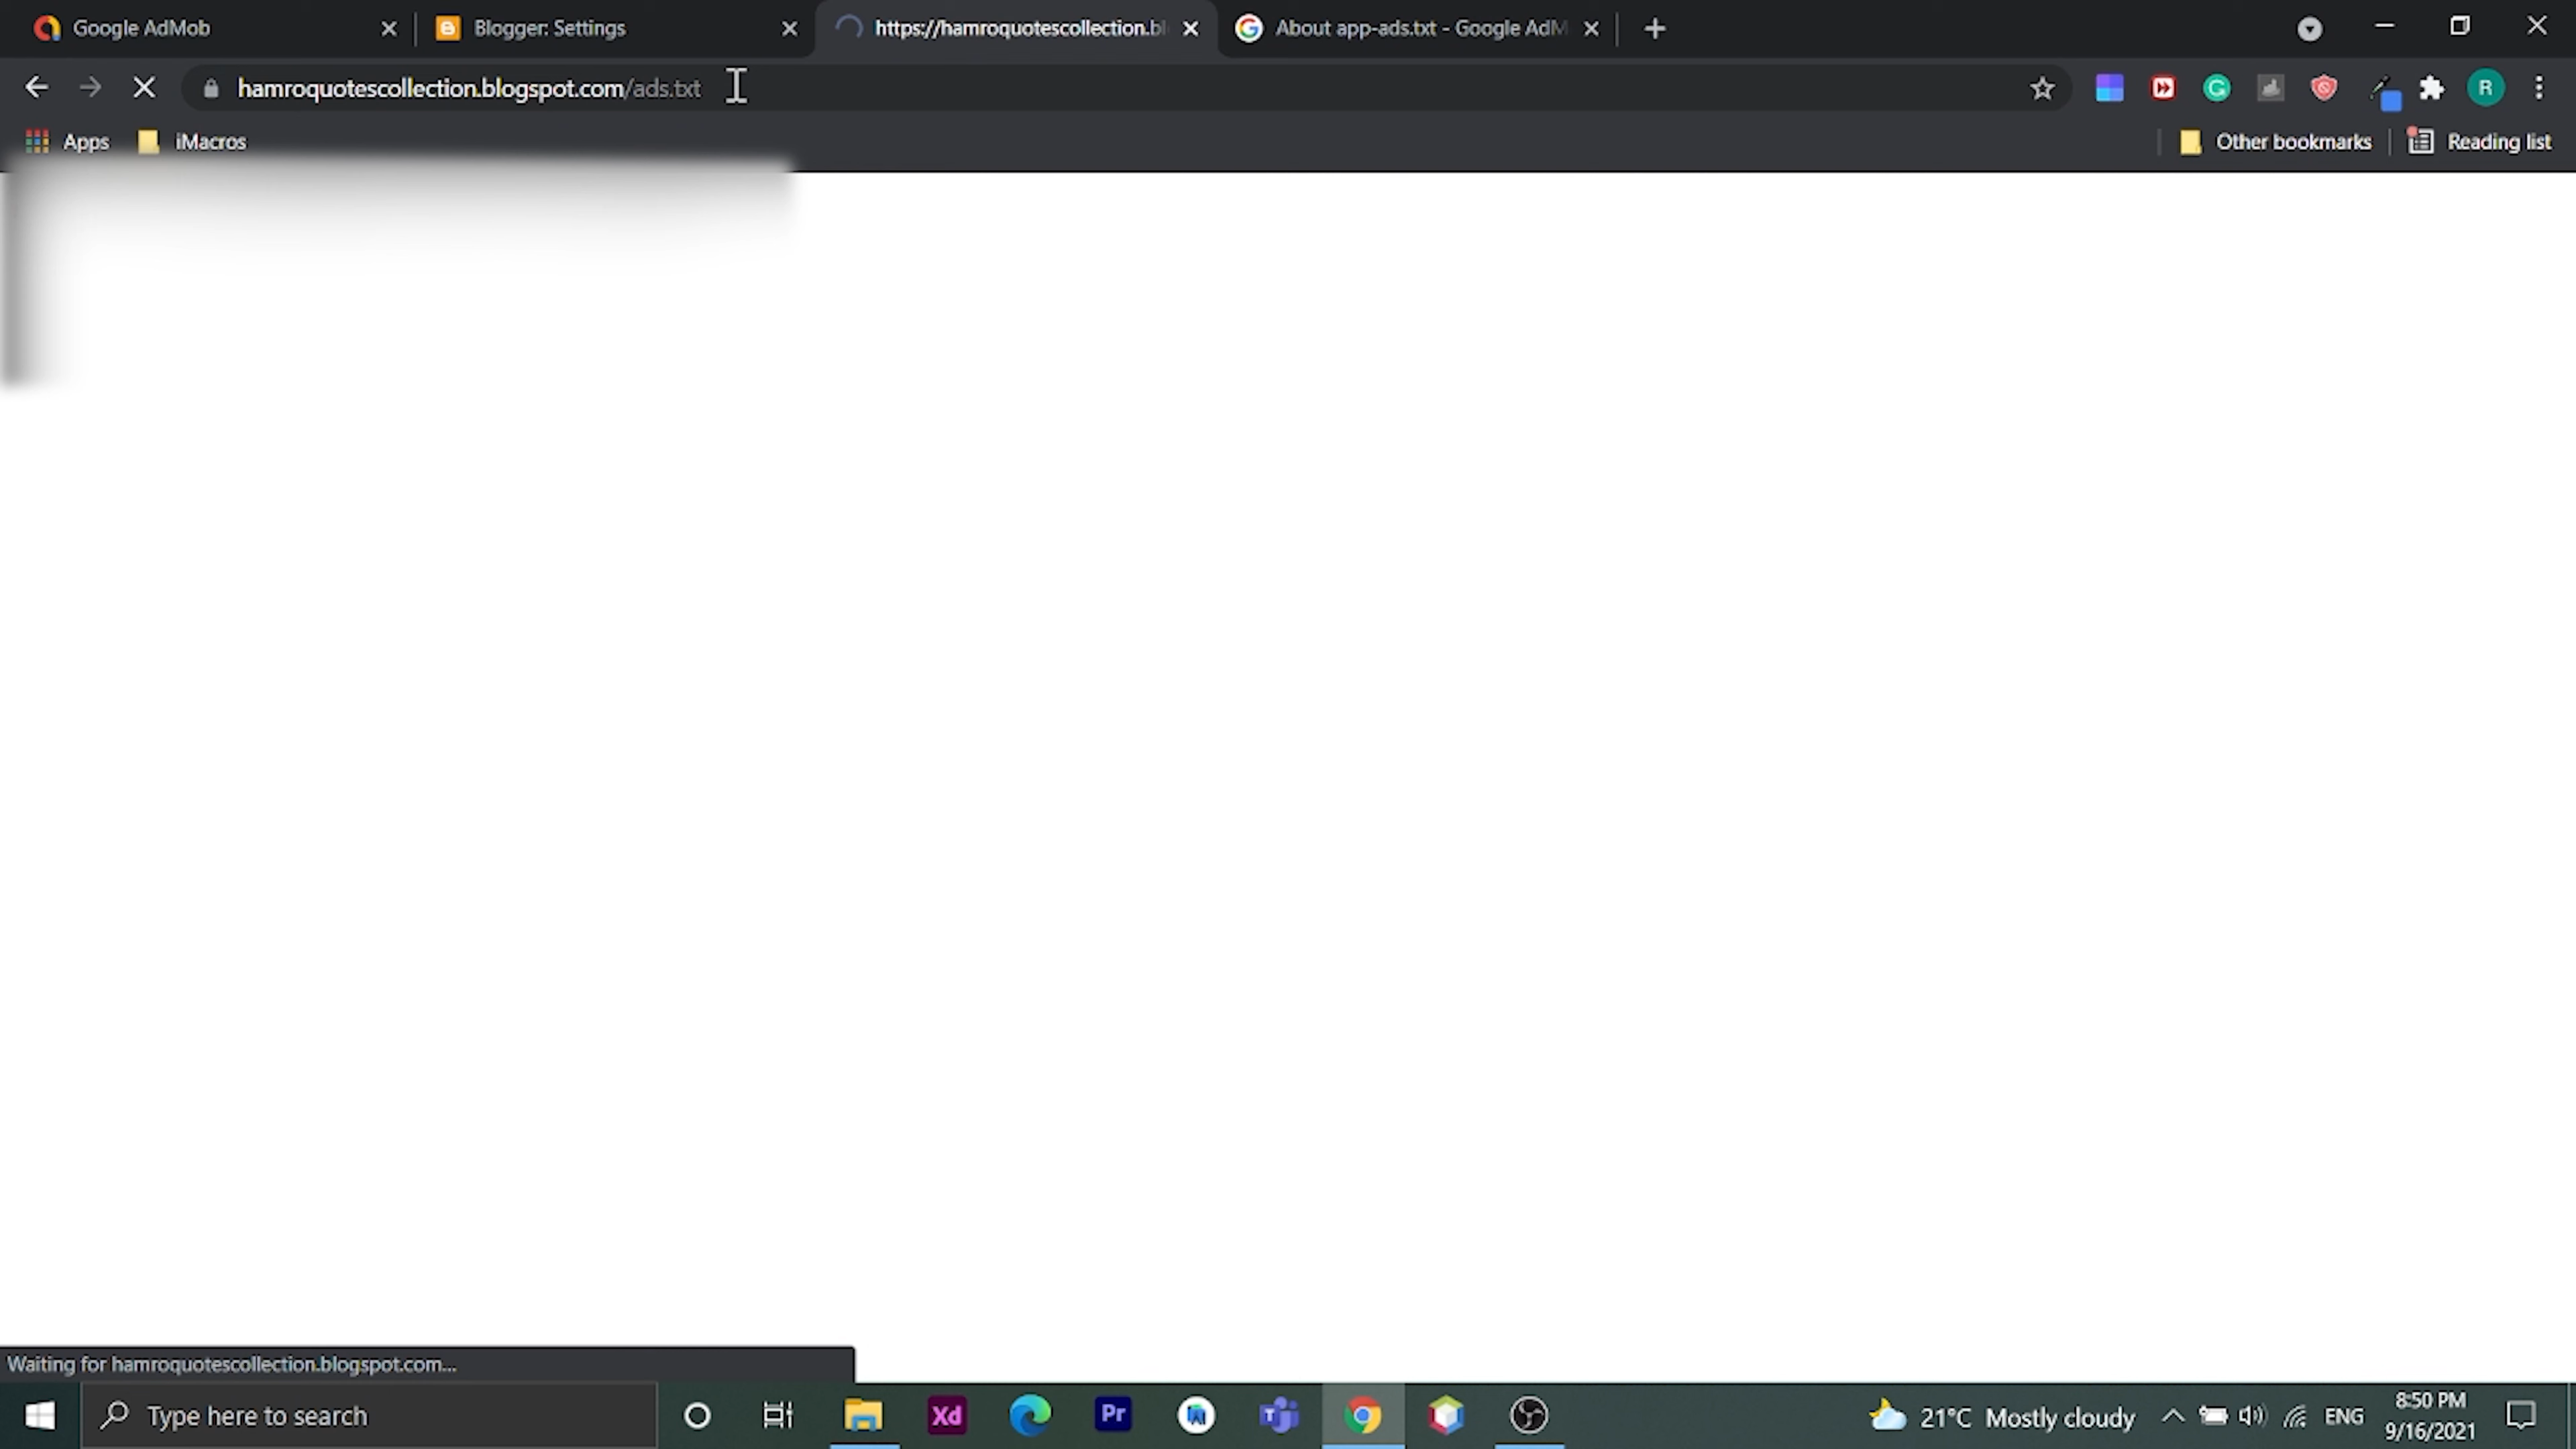 Google AdMob
Blogger: Settings
https://hamroquotescollection.bl
About app-ads.txt - Google AdM
hamroquotescollection.blogspot.com/ads.txt
R
Apps
iMacros
Other bookmarks
Reading list
Waiting for hamroquotescollection.blogspot.com...
Type here to search
Xd
Pr
21°C Mostly cloudy
ENG
8:50 PM
9/16/2021